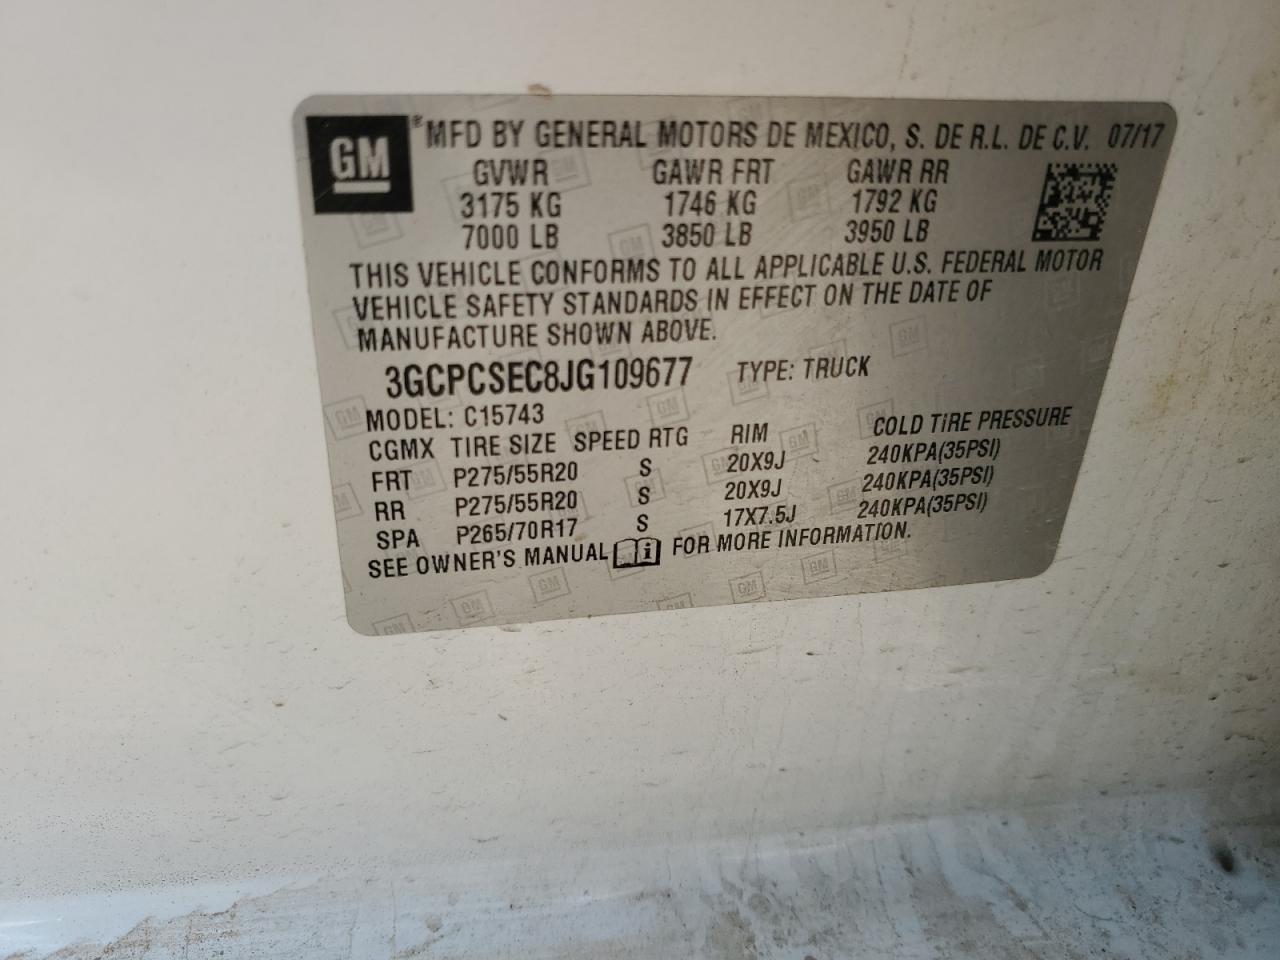 GM ® MFD BY GENERAL MOTORS DE MEXICO, S. DE R.L. DE C.V. 07/17
GVWR GAWR FRT GAWR RR
3175 KG 1746 KG 1792 KG
7000 LB 3850 LB 3950 LB
THIS VEHICLE CONFORMS TO ALL APPLICABLE U.S. FEDERAL MOTOR
VEHICLE SAFETY STANDARDS IN EFFECT ON THE DATE OF
MANUFACTURE SHOWN ABOVE.
3GCPCSEC8JG109677 TYPE: TRUCK
MODEL: C15743
CGMX TIRE SIZE SPEED RTG RIM COLD TIRE PRESSURE
FRT P275/55R20 S 20X9J 240KPA(35PSI)
RR P275/55R20 S 20X9J 240KPA(35PSI)
SPA P265/70R17 S 17X7.5J 240KPA(35PSI)
SEE OWNER'S MANUAL i FOR MORE INFORMATION.